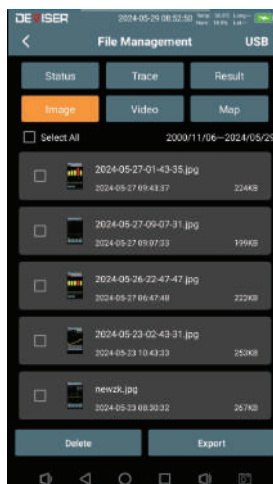 DEVISER 2024-05-29 08:52:50
File Management USB
Status Trace Result
Image Video Map
Select All 2000/11/06—2024/05/29
2024-05-27-01-43-35.jpg
2024-05-27 09:43:37 224KB
2024-05-27-09-07-31.jpg
2024-05-27 09:07:33 199KB
2024-05-26-22-47-47.jpg
2024-05-27 06:47:48 222KB
2024-05-23-02-43-31.jpg
2024-05-23 10:43:33 253KB
newzk.jpg
2024-05-23 08:30:32 267KB
Delete Export